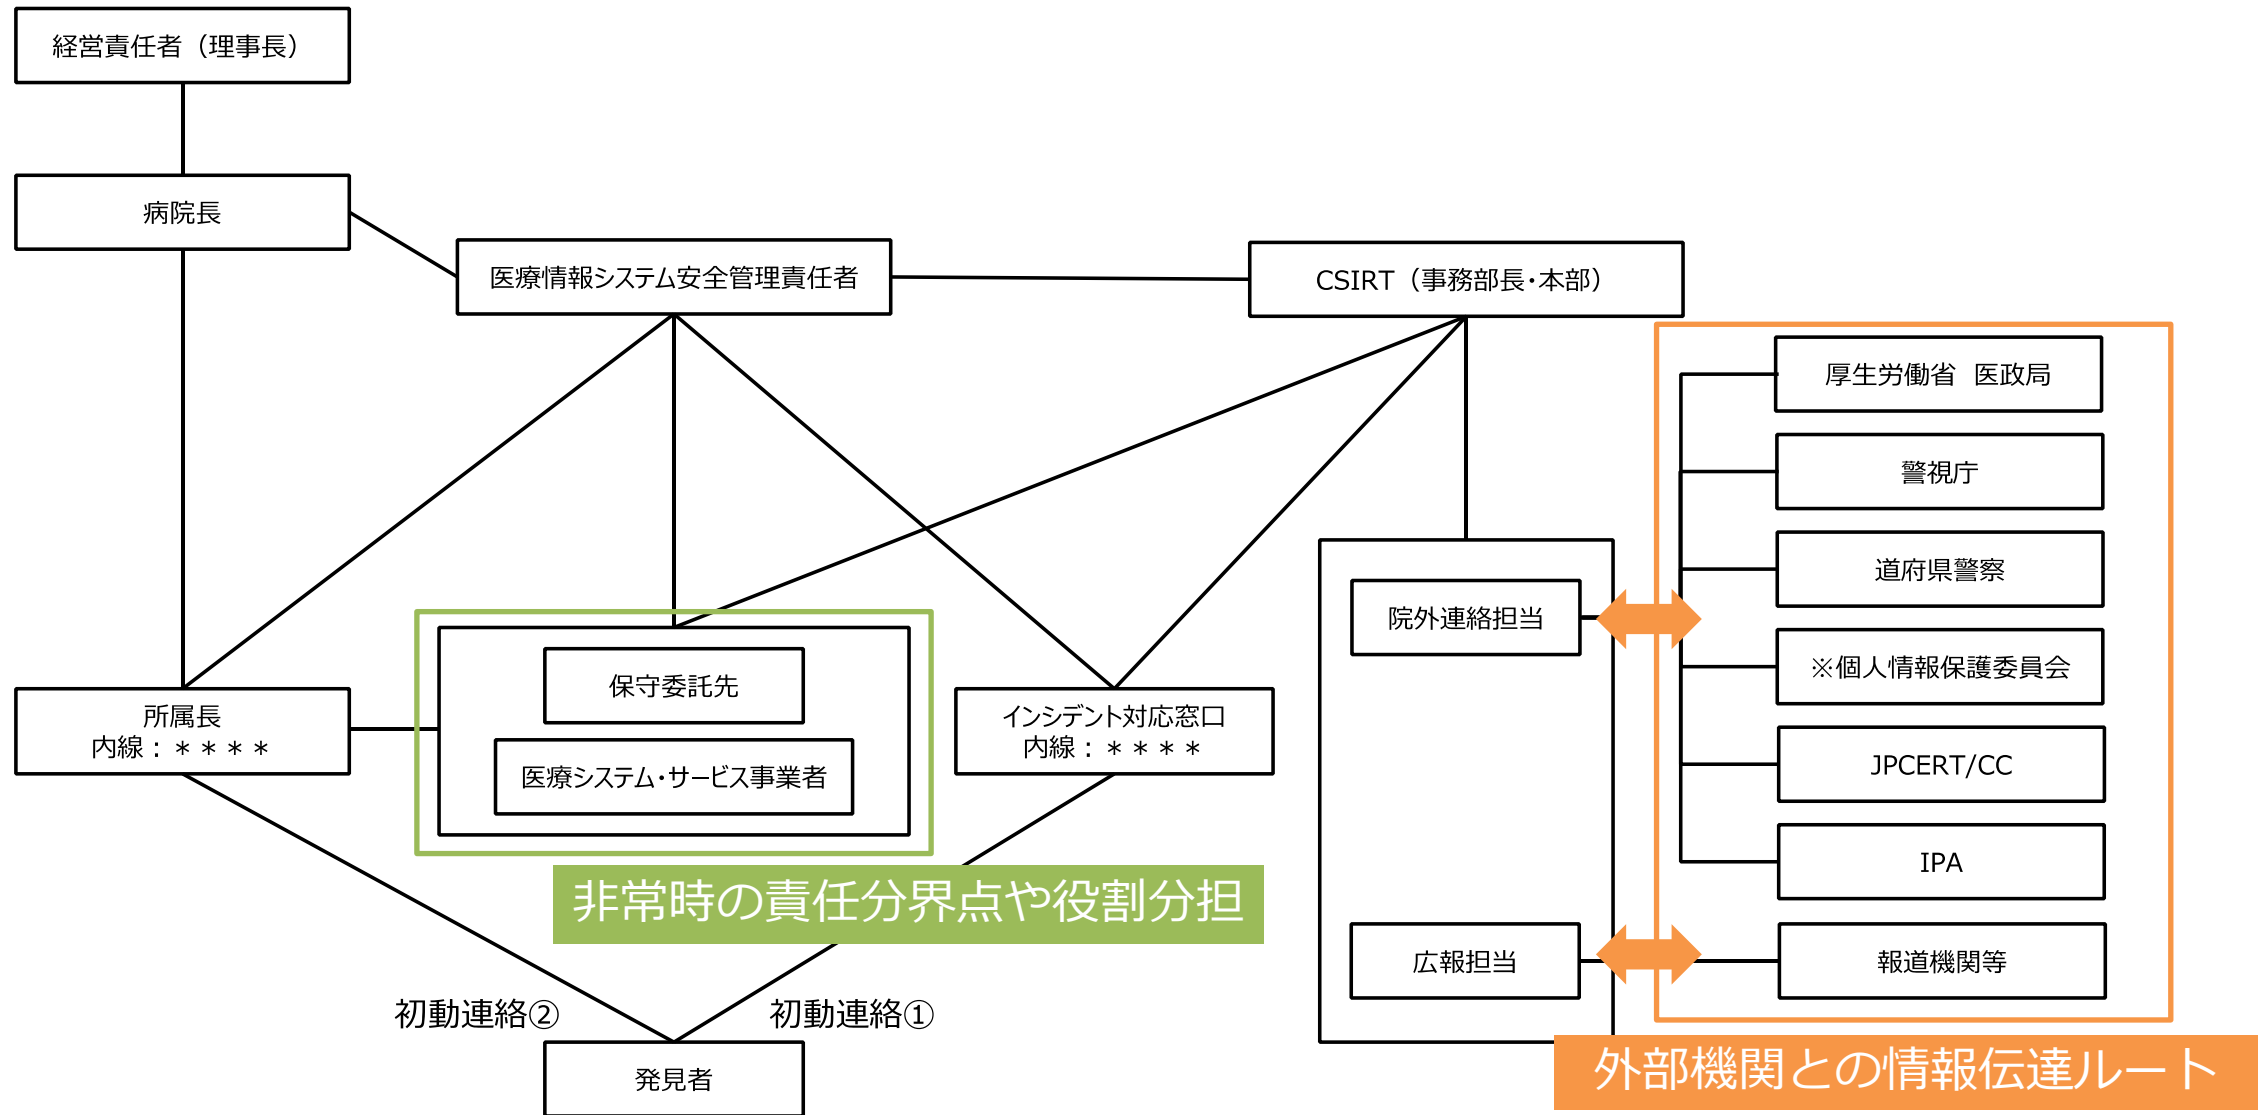 経営責任者（理事長）
病院長
医療情報システム安全管理責任者
CSIRT（事務部長・本部）
厚生労働省　医政局
警視庁
道府県警察
※個人情報保護委員会
JPCERT/CC
IPA
報道機関等
院外連絡担当
広報担当
保守委託先
医療システム・サービス事業者
所属長
内線：＊＊＊＊
インシデント対応窓口
内線：＊＊＊＊
非常時の責任分界点や役割分担
初動連絡②
初動連絡①
発見者
外部機関との情報伝達ルート